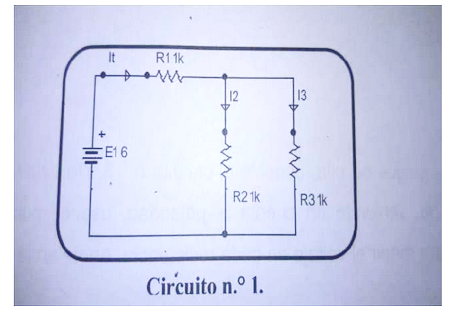 It R1 1k
I2 I3
+
E1 6
R2 1k R3 1k
Circuito n.º 1.